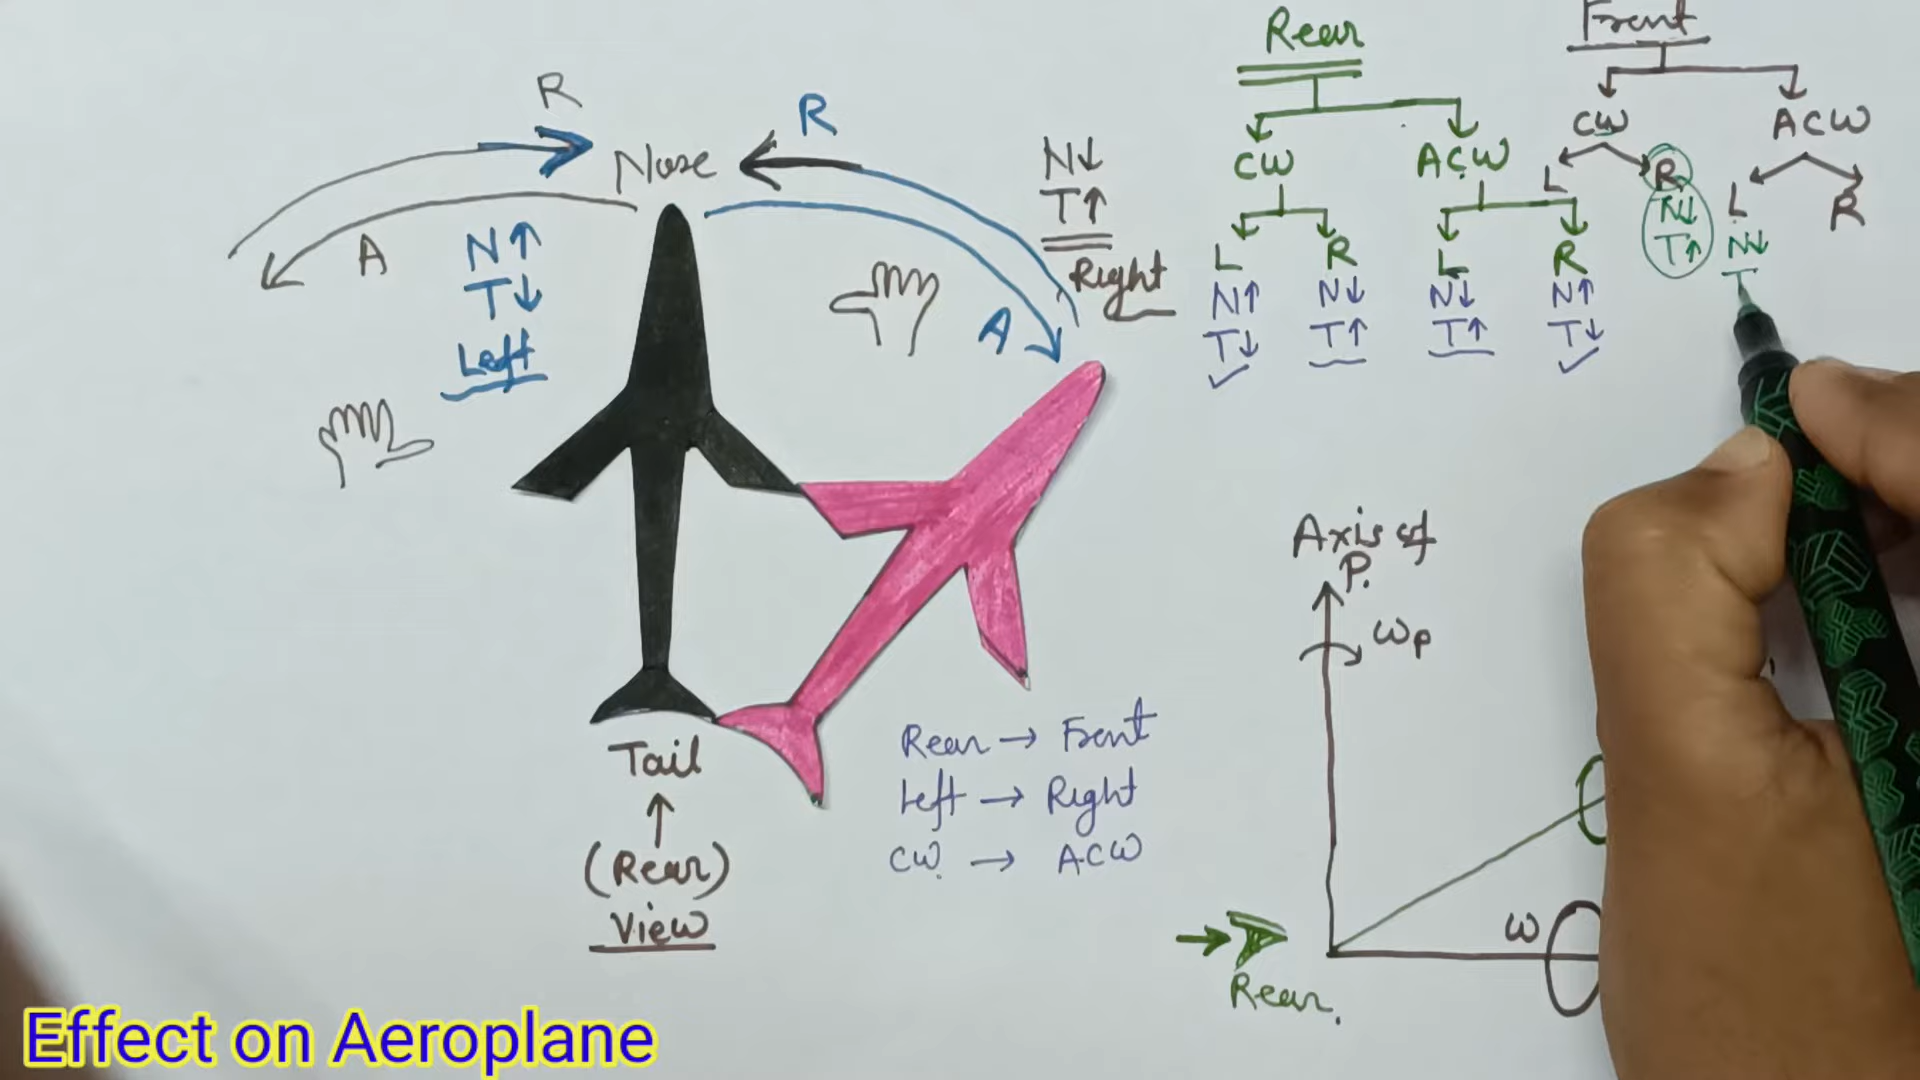 R
Nose
A
N↑
T↓
Left
R
A
N↓
T↑
Right
Tail
↑
(Rear)
View
Rear → Front
Left → Right
CW → ACW
Rear
CW
ACW
L
R
L
R
N↑
N↓
N↓
N↑
T↓
T↑
T↑
T↓
✓
✓
Front
CW
ACW
L
R
N↓
T↑
L
R
N↓
T
Axis of
P.
ωp
ω
Rear.
Effect on Aeroplane